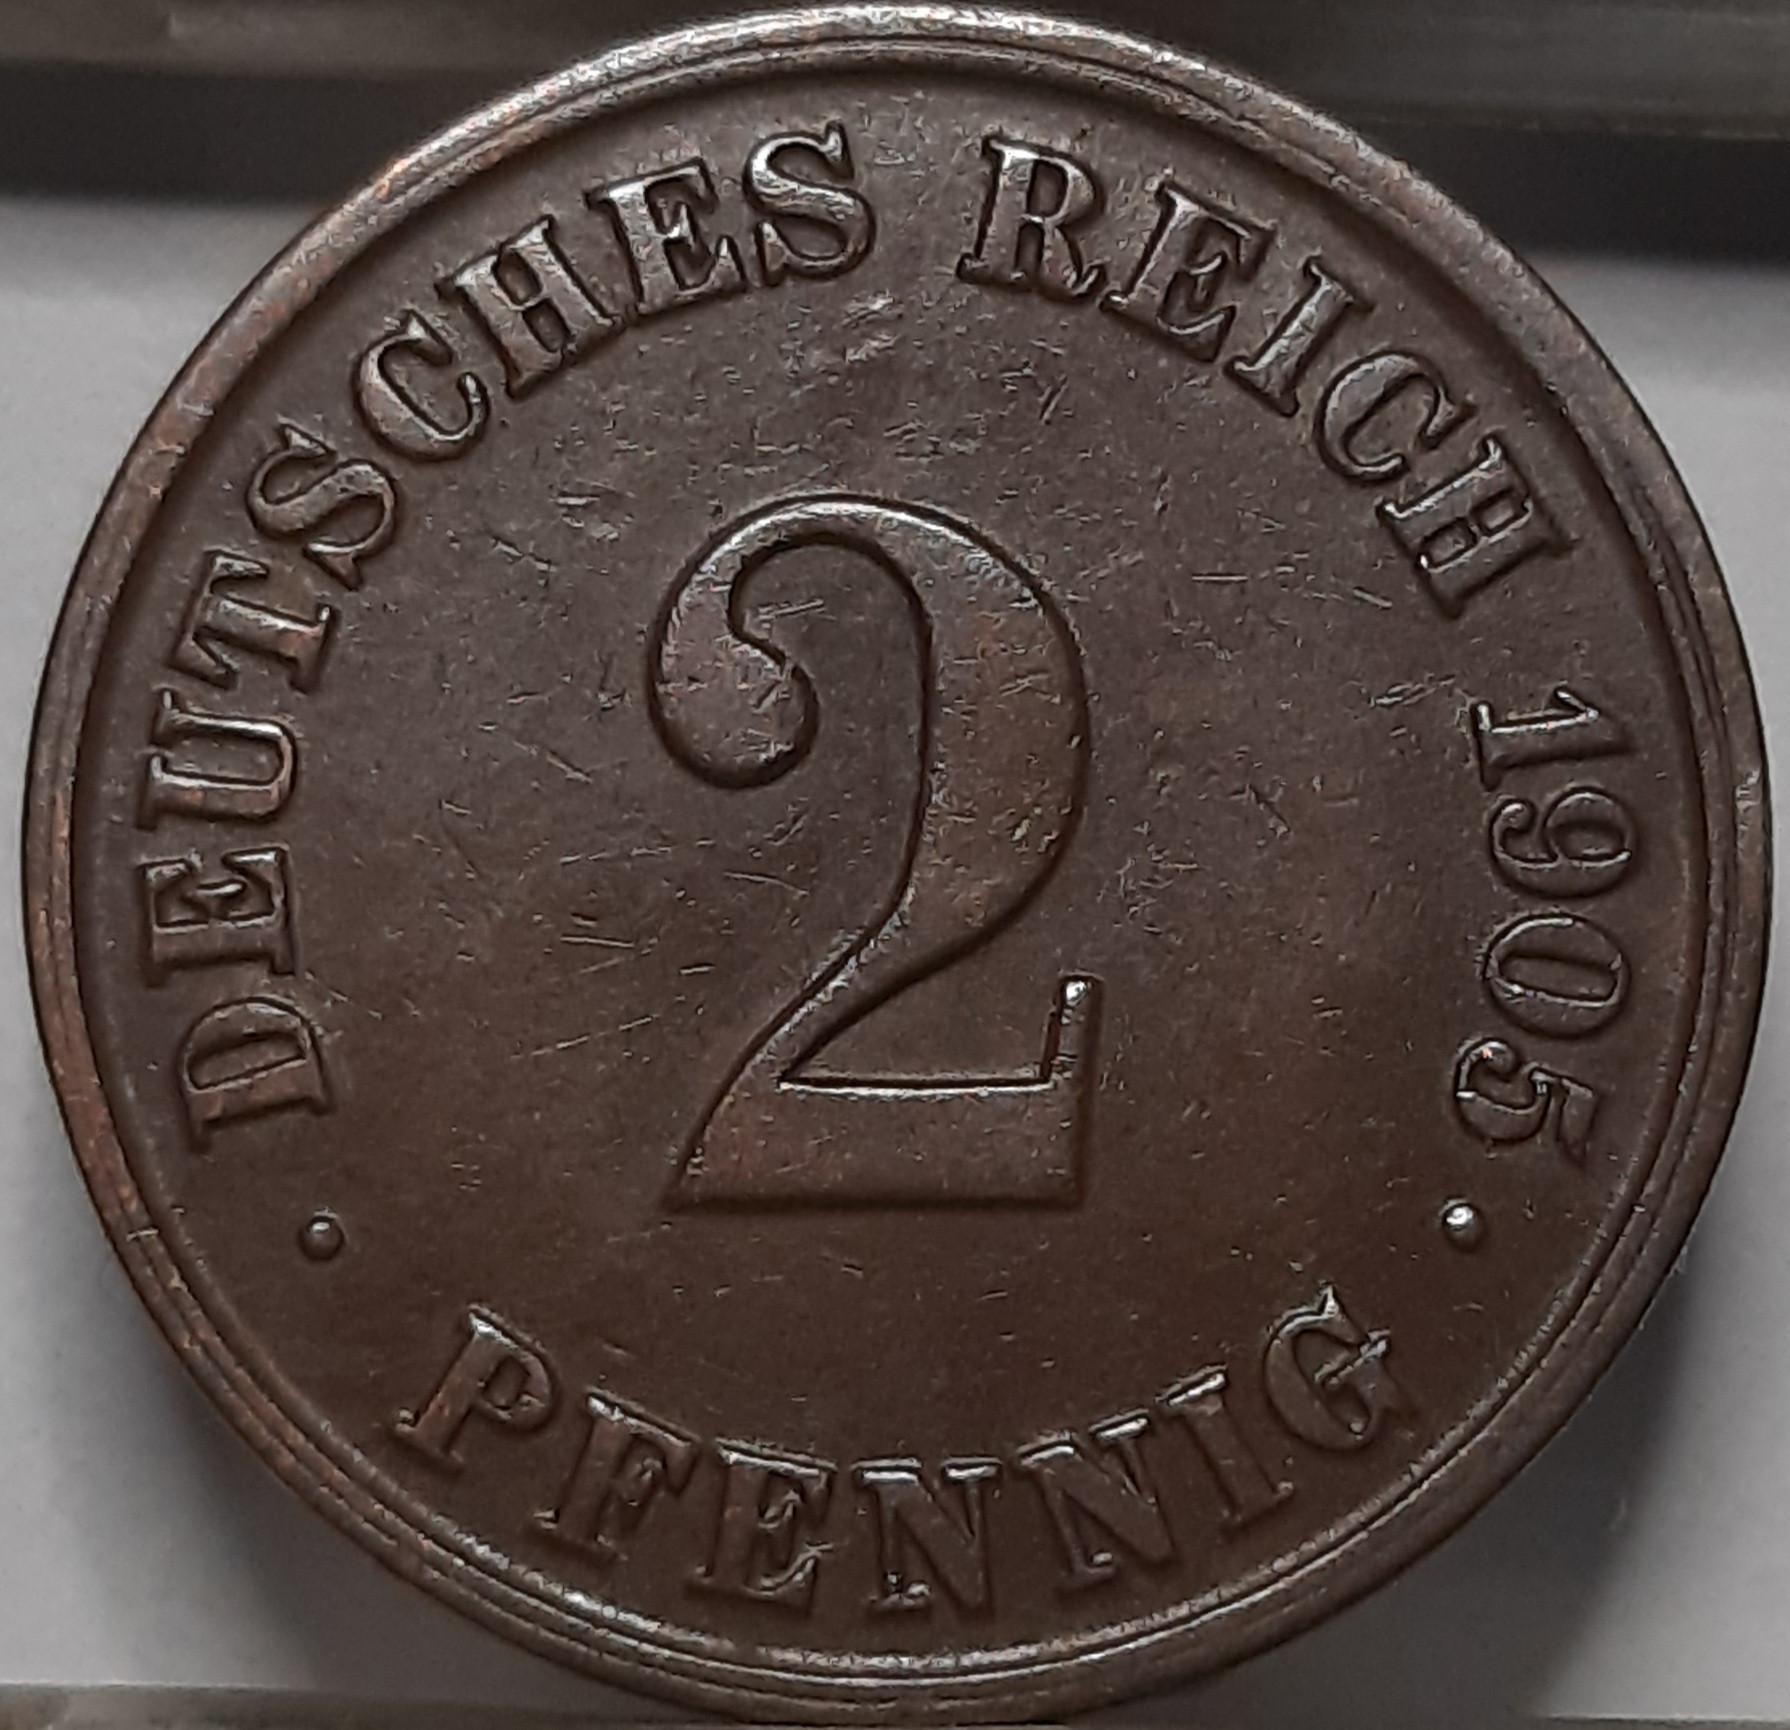 DEUTSCHES REICH 1905
2
· PFENNIG ·